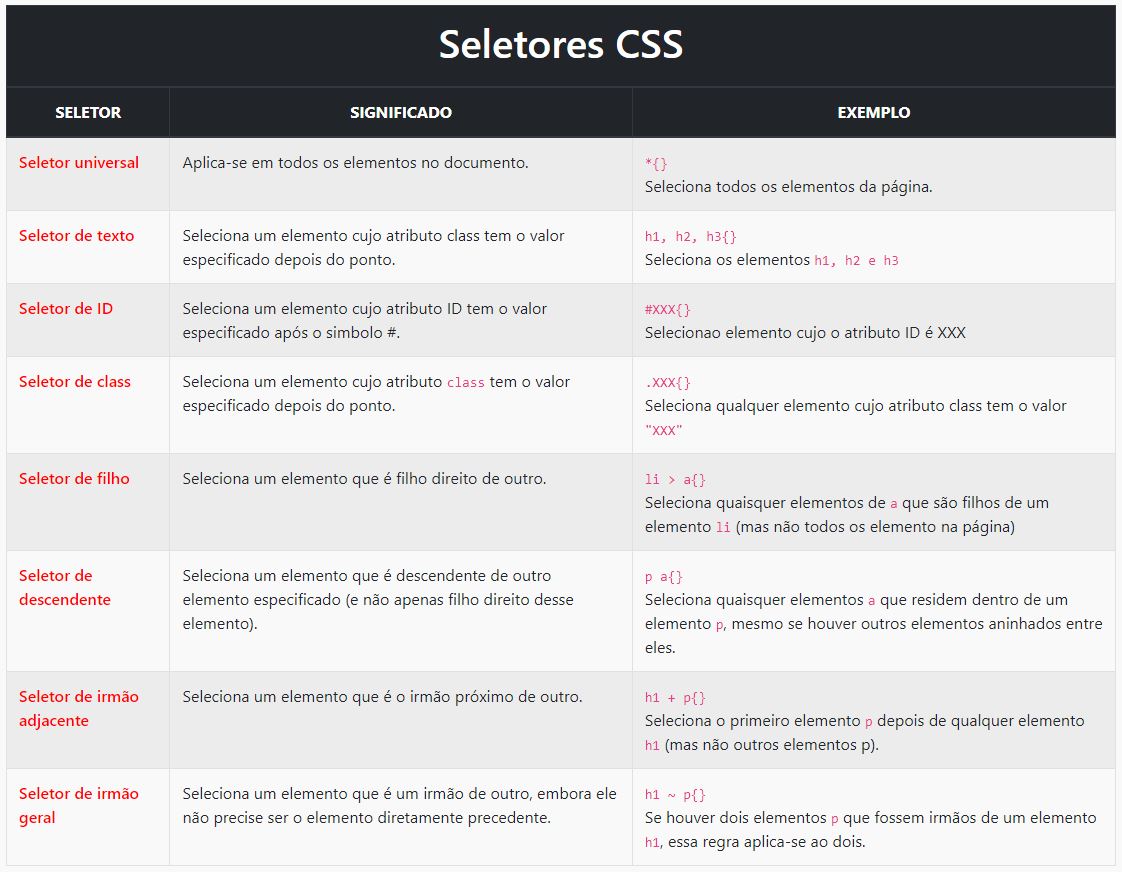 Seletores CSS
SELETOR SIGNIFICADO EXEMPLO
Seletor universal
Aplica-se em todos os elementos no documento.
*{}
Seleciona todos os elementos da página.
Seletor de texto
Seleciona um elemento cujo atributo class tem o valor
especificado depois do ponto.
h1, h2, h3{}
Seleciona os elementos h1, h2 e h3
Seletor de ID
Seleciona um elemento cujo atributo ID tem o valor
especificado após o simbolo #.
#XXX{}
Selecionao elemento cujo o atributo ID é XXX
Seletor de class
Seleciona um elemento cujo atributo class tem o valor
especificado depois do ponto.
.XXX{}
Seleciona qualquer elemento cujo atributo class tem o valor
"XXX"
Seletor de filho
Seleciona um elemento que é filho direito de outro.
li > a{}
Seleciona quaisquer elementos de a que são filhos de um
elemento li (mas não todos os elemento na página)
Seletor de
descendente
Seleciona um elemento que é descendente de outro
elemento especificado (e não apenas filho direito desse
elemento).
p a{}
Seleciona quaisquer elementos a que residem dentro de um
elemento p, mesmo se houver outros elementos aninhados entre
eles.
Seletor de irmão
adjacente
Seleciona um elemento que é o irmão próximo de outro.
h1 + p{}
Seleciona o primeiro elemento p depois de qualquer elemento
h1 (mas não outros elementos p).
Seletor de irmão
geral
Seleciona um elemento que é um irmão de outro, embora ele
não precise ser o elemento diretamente precedente.
h1 ~ p{}
Se houver dois elementos p que fossem irmãos de um elemento
h1, essa regra aplica-se ao dois.